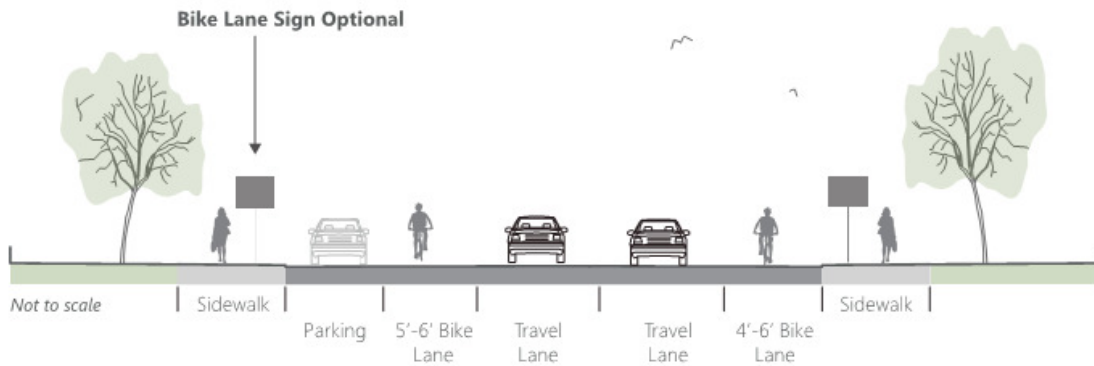 Bike Lane Sign Optional
Not to scale
Sidewalk
Sidewalk
Parking
5'-6' Bike
Lane
Travel
Lane
Travel
Lane
4'-6' Bike
Lane